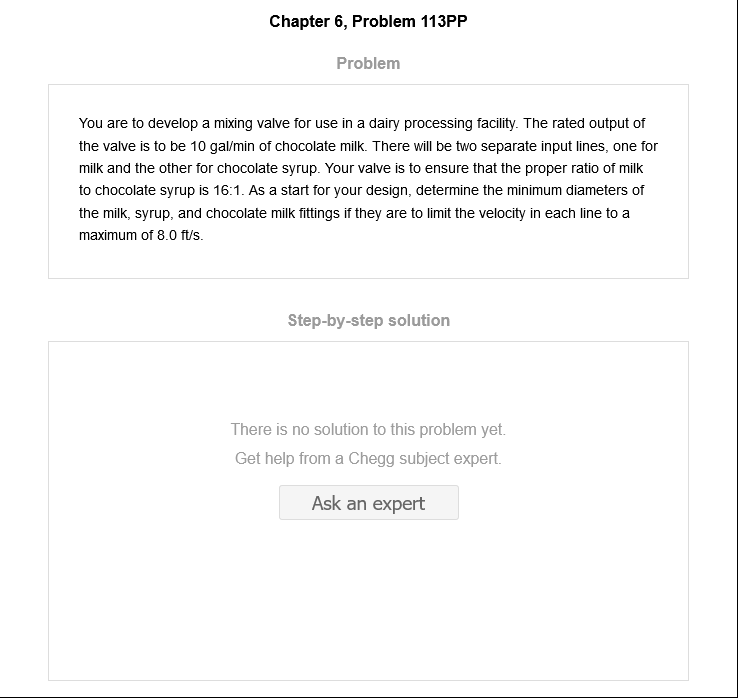 Chapter 6, Problem 113PP
Problem
You are to develop a mixing valve for use in a dairy processing facility. The rated output of
the valve is to be 10 gal/min of chocolate milk. There will be two separate input lines, one for
milk and the other for chocolate syrup. Your valve is to ensure that the proper ratio of milk
to chocolate syrup is 16:1. As a start for your design, determine the minimum diameters of
the milk, syrup, and chocolate milk fittings if they are to limit the velocity in each line to a
maximum of 8.0 ft/s.
Step-by-step solution
There is no solution to this problem yet.
Get help from a Chegg subject expert.
Ask an expert